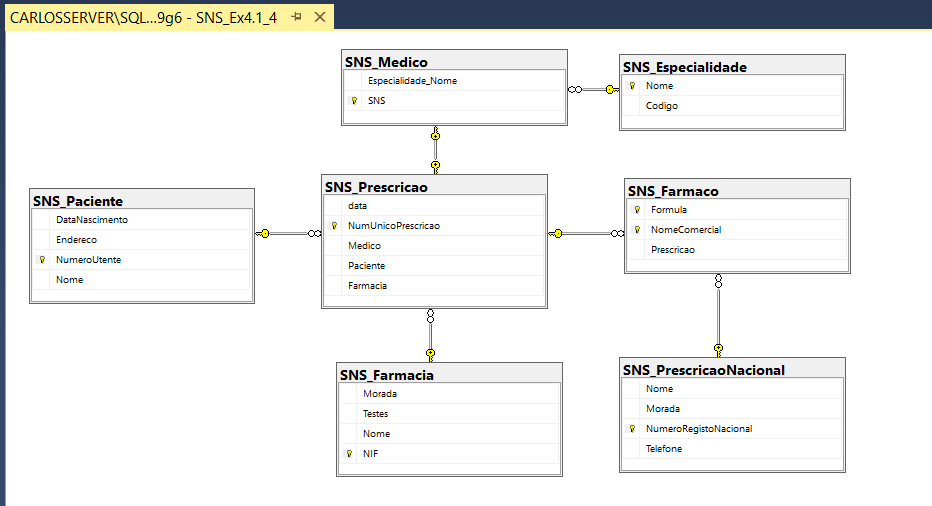 CARLOSSERVER\SQL...9g6 - SNS_Ex4.1_4
SNS_Medico
Especialidade_Nome
SNS
SNS_Especialidade
Nome
Codigo
SNS_Paciente
DataNascimento
Endereco
NumeroUtente
Nome
SNS_Prescricao
data
NumUnicoPrescricao
Medico
Paciente
Farmacia
SNS_Farmaco
Formula
NomeComercial
Prescricao
SNS_Farmacia
Morada
Testes
Nome
NIF
SNS_PrescricaoNacional
Nome
Morada
NumeroRegistoNacional
Telefone